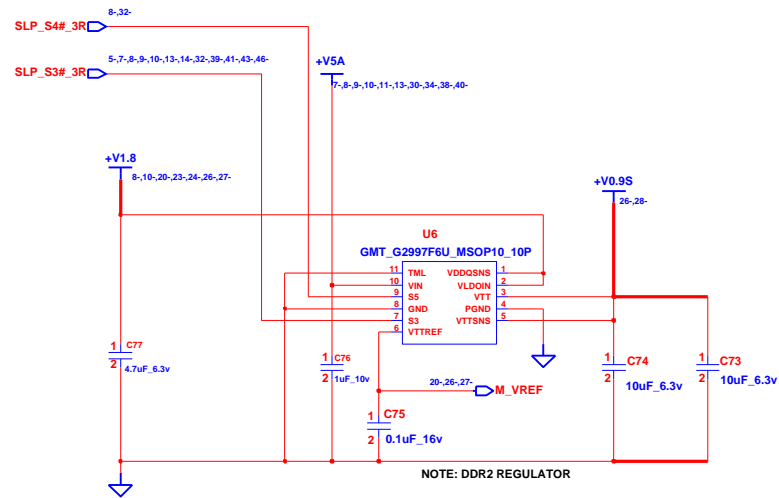 8-,32-
SLP_S4#_3R
5-,7-,8-,9-,10-,13-,14-,32-,39-,41-,43-,46-
SLP_S3#_3R
+V5A
7-,8-,9-,10-,11-,13-,30-,34-,38-,40-
+V1.8
8-,10-,20-,23-,24-,26-,27-
+V0.9S
26-,28-
U6
GMT_G2997F6U_MSOP10_10P
11 TML VDDQSNS 1
10 VIN VLDOIN 2
9 S5 VTT 3
8 GND PGND 4
7 S3 VTTSNS 5
6 VTTREF
1 C77
2 4.7uF_6.3v
1 C76
2 1uF_10v
1 C74
2 10uF_6.3v
1 C73
2 10uF_6.3v
20-,26-,27-
M_VREF
1 C75
2 0.1uF_16v
NOTE: DDR2 REGULATOR